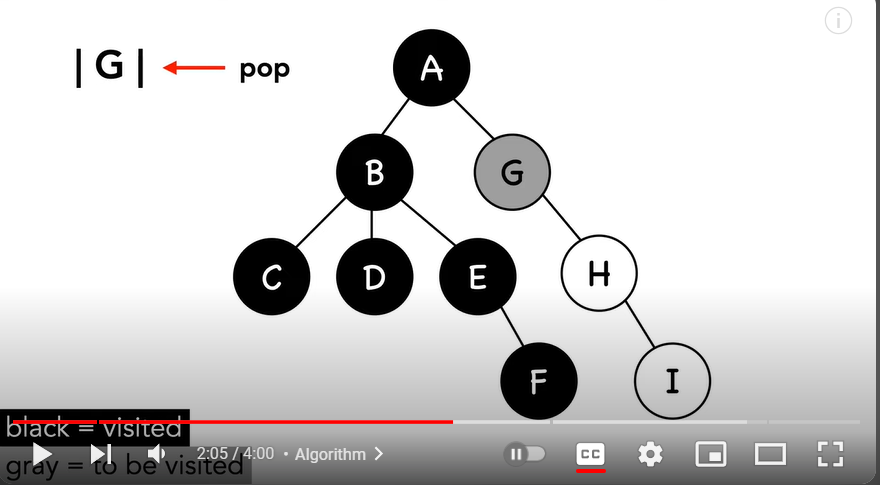 | G | pop
A
B G
C D E H
F I
black = visited
2:05 / 4:00 • Algorithm
gray = to be visited
CC
i